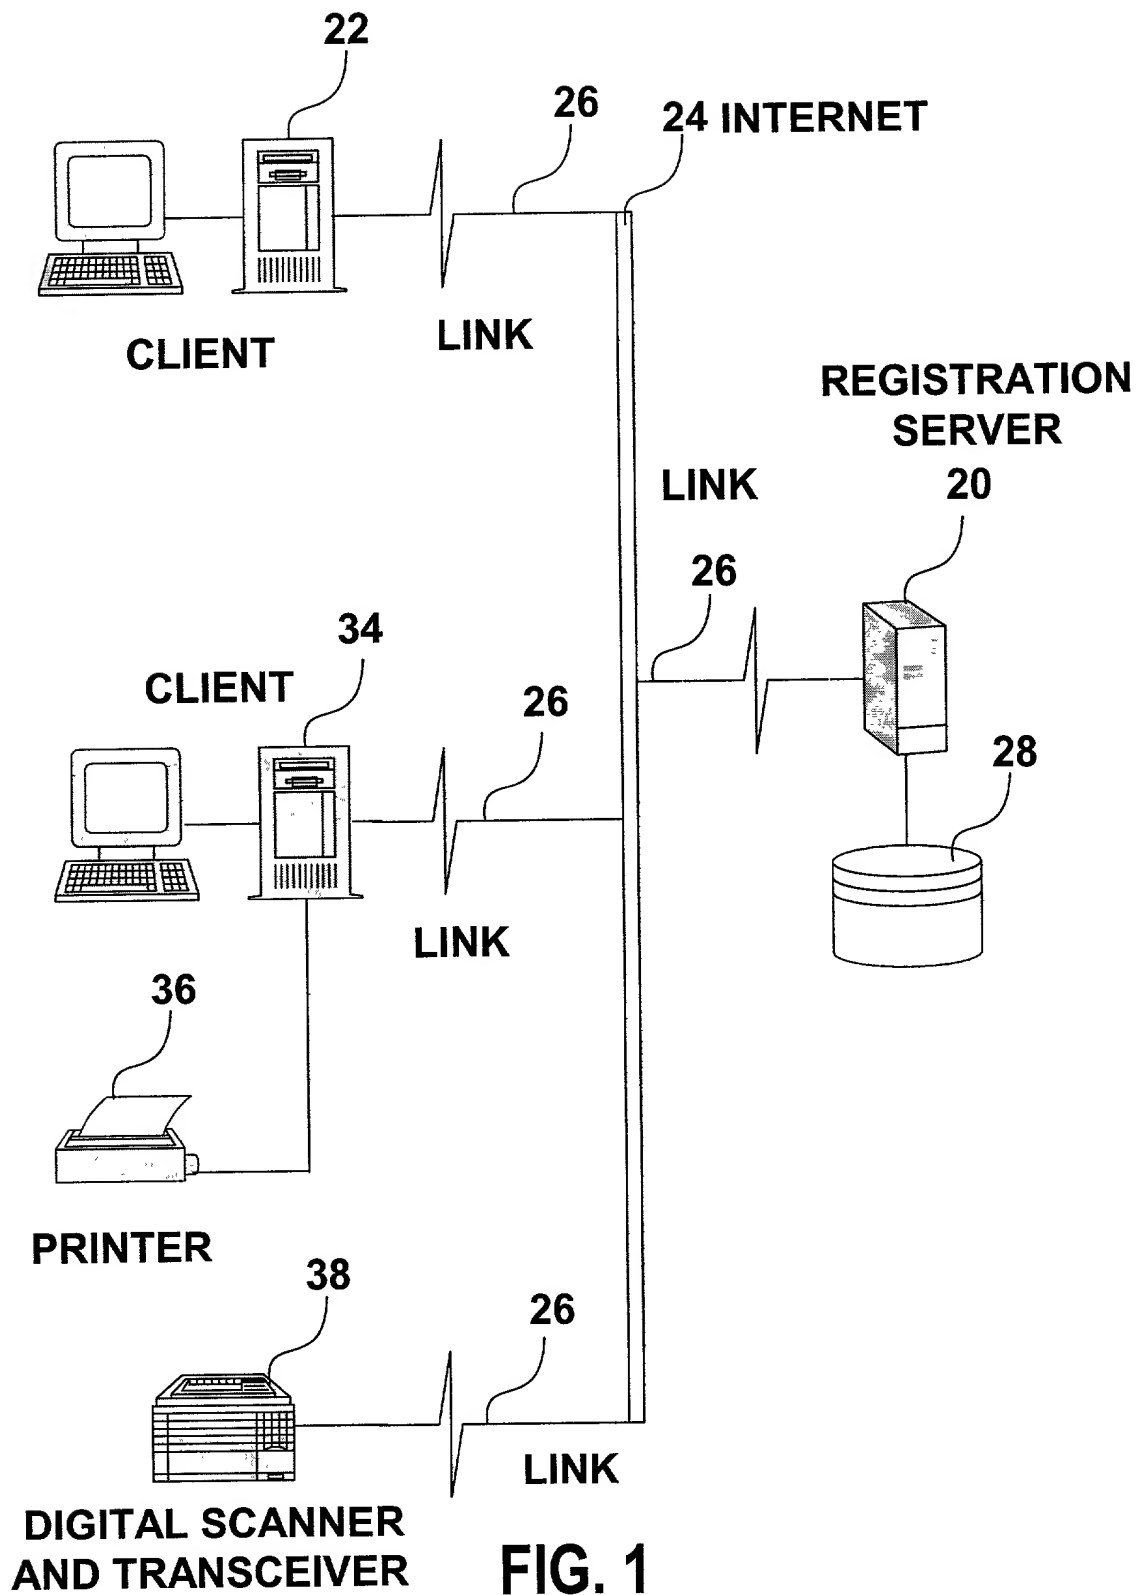 22
26
24 INTERNET
CLIENT
LINK
REGISTRATION
SERVER
20
LINK
26
34
CLIENT
26
28
LINK
36
PRINTER
38
26
LINK
DIGITAL SCANNER
AND TRANSCEIVER
FIG. 1